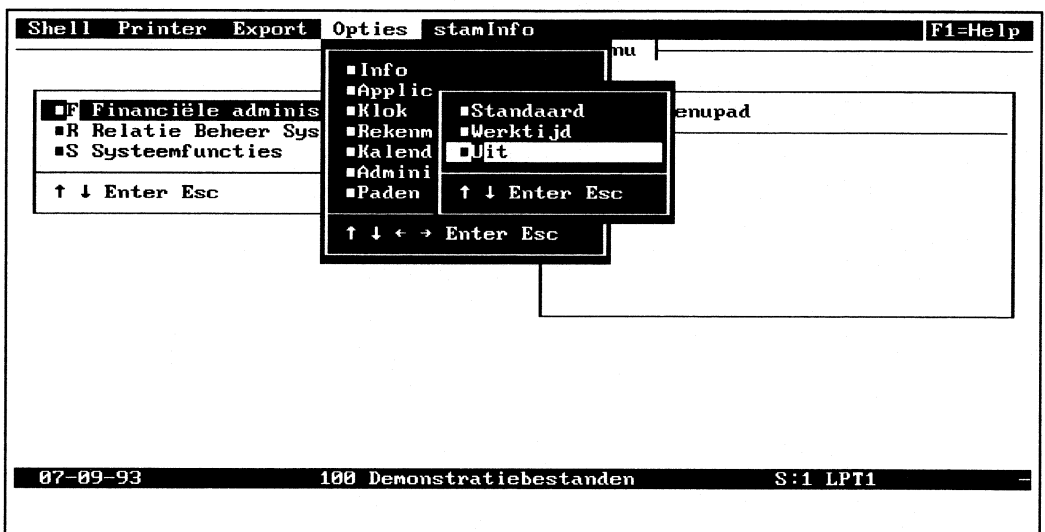 Shell Printer Export Opties stamInfo F1=Help
nu
■Info
■Applic
■Klok
■Rekenm
■Kalend
■Admini
■Paden
↑ ↓ ← → Enter Esc
■Standaard
■Werktijd
■Uit
↑ ↓ Enter Esc
■F Financiële adminis
■R Relatie Beheer Sys
■S Systeemfuncties
↑ ↓ Enter Esc
enupad
07-09-93 100 Demonstratiebestanden S:1 LPT1 –